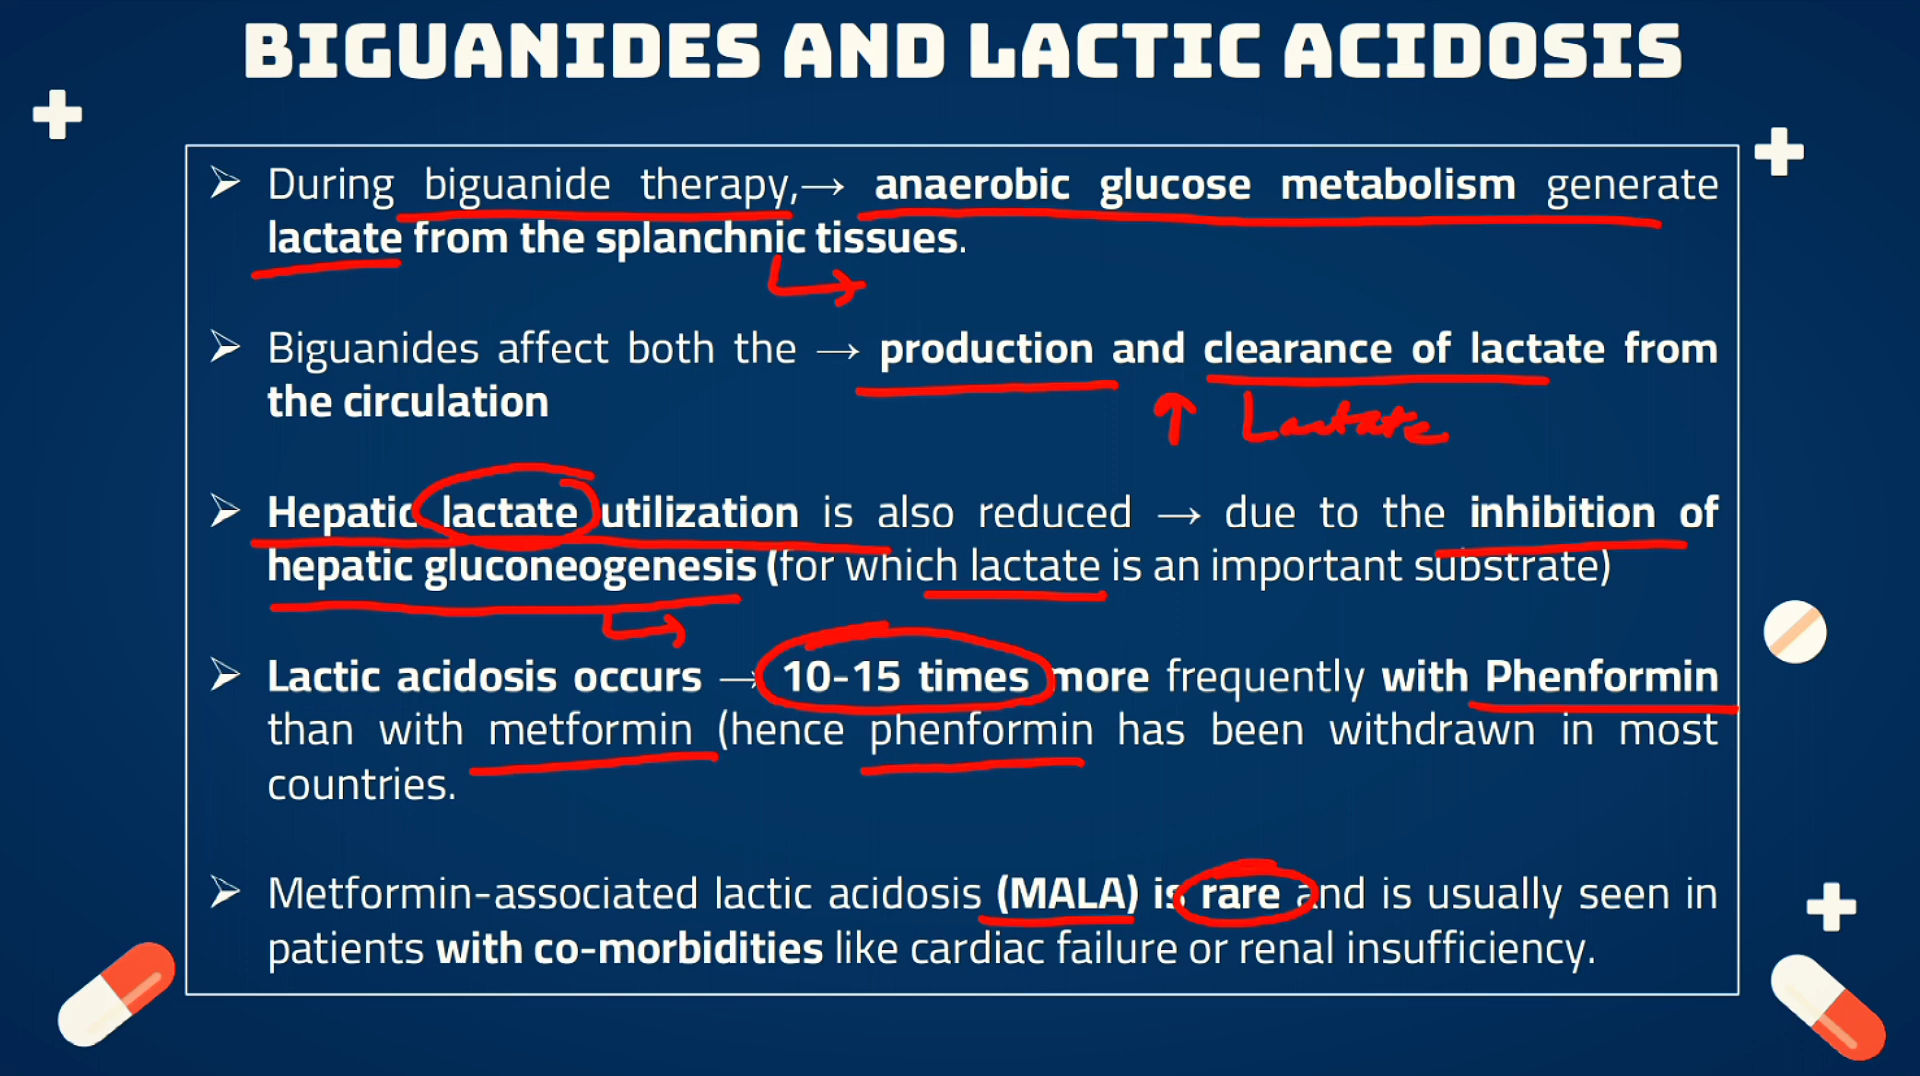 BIGUANIDES AND LACTIC ACIDOSIS
➢ During biguanide therapy,→ anaerobic glucose metabolism generate
lactate from the splanchnic tissues.
➢ Biguanides affect both the → production and clearance of lactate from
the circulation
↑ Lactate
➢ Hepatic lactate utilization is also reduced → due to the inhibition of
hepatic gluconeogenesis (for which lactate is an important substrate)
➢ Lactic acidosis occurs → 10-15 times more frequently with Phenformin
than with metformin (hence phenformin has been withdrawn in most
countries.
➢ Metformin-associated lactic acidosis (MALA) is rare and is usually seen in
patients with co-morbidities like cardiac failure or renal insufficiency.